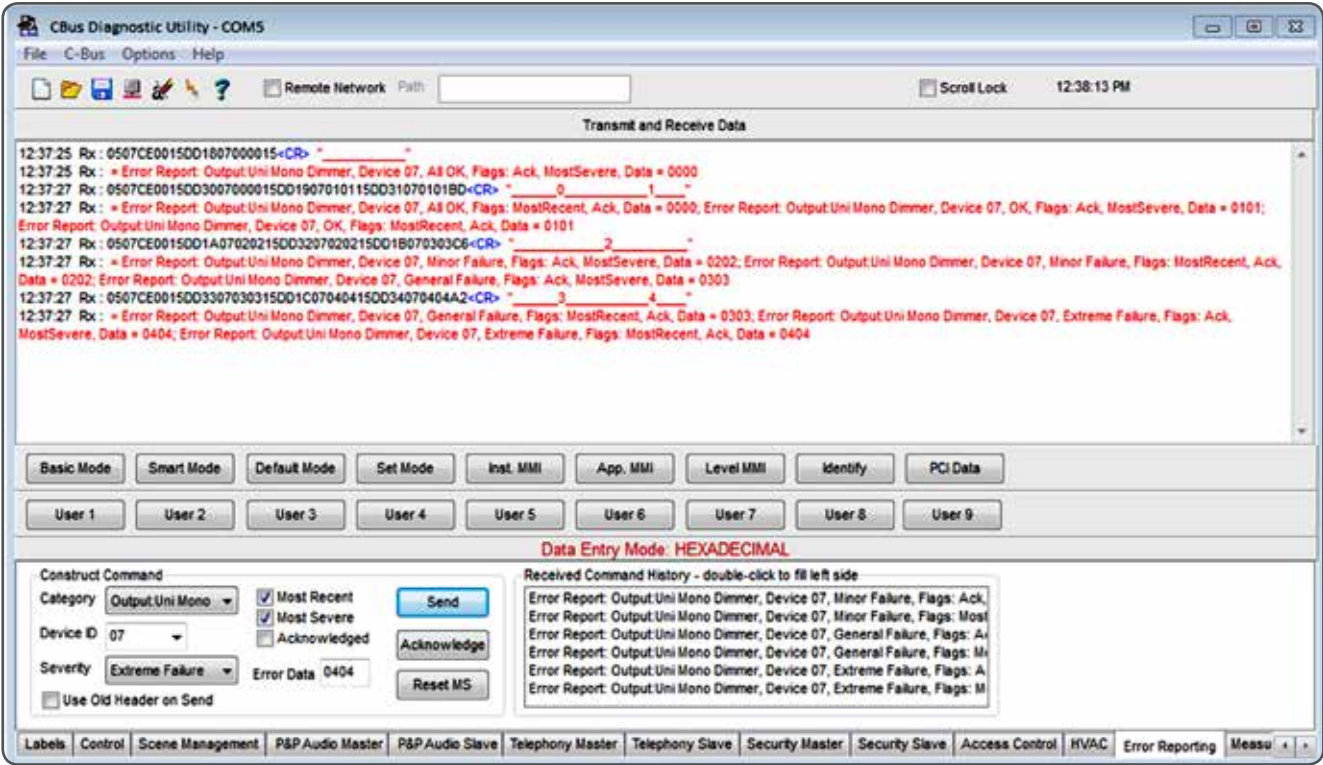 CBus Diagnostic Utility - COM5
File C-Bus Options Help
Remote Network Path Scroll Lock 12:38:13 PM
Transmit and Receive Data
12:37:25 Rx : 0507CE0015DD1807000015<CR> "___________"
12:37:25 Rx : = Error Report: Output:Uni Mono Dimmer, Device 07, All OK, Flags: Ack, MostSevere, Data = 0000
12:37:27 Rx : 0507CE0015DD3007000015DD1907010115DD31070101BD<CR> "______0___________1____"
12:37:27 Rx : = Error Report: Output:Uni Mono Dimmer, Device 07, All OK, Flags: MostRecent, Ack, Data = 0000; Error Report: Output:Uni Mono Dimmer, Device 07, OK, Flags: Ack, MostSevere, Data = 0101;
Error Report: Output:Uni Mono Dimmer, Device 07, OK, Flags: MostRecent, Ack, Data = 0101
12:37:27 Rx : 0507CE0015DD1A07020215DD3207020215DD1B070303C6<CR> "____________2__________"
12:37:27 Rx : = Error Report: Output:Uni Mono Dimmer, Device 07, Minor Failure, Flags: Ack, MostSevere, Data = 0202; Error Report: Output:Uni Mono Dimmer, Device 07, Minor Failure, Flags: MostRecent, Ack,
Data = 0202; Error Report: Output:Uni Mono Dimmer, Device 07, General Failure, Flags: Ack, MostSevere, Data = 0303
12:37:27 Rx : 0507CE0015DD3307030315DD1C07040415DD34070404A2<CR> "______3___________4____"
12:37:27 Rx : = Error Report: Output:Uni Mono Dimmer, Device 07, General Failure, Flags: MostRecent, Ack, Data = 0303; Error Report: Output:Uni Mono Dimmer, Device 07, Extreme Failure, Flags: Ack,
MostSevere, Data = 0404; Error Report: Output:Uni Mono Dimmer, Device 07, Extreme Failure, Flags: MostRecent, Ack, Data = 0404
Basic Mode Smart Mode Default Mode Set Mode Inst. MMI App. MMI Level MMI Identify PCI Data
User 1 User 2 User 3 User 4 User 5 User 6 User 7 User 8 User 9
Data Entry Mode: HEXADECIMAL
Construct Command
Category Output:Uni Mono
Most Recent
Most Severe
Send
Device ID 07
Acknowledged
Acknowledge
Severity Extreme Failure
Error Data 0404
Reset MS
Use Old Header on Send
Received Command History - double-click to fill left side
Error Report: Output:Uni Mono Dimmer, Device 07, Minor Failure, Flags: Ack,
Error Report: Output:Uni Mono Dimmer, Device 07, Minor Failure, Flags: Most
Error Report: Output:Uni Mono Dimmer, Device 07, General Failure, Flags: A
Error Report: Output:Uni Mono Dimmer, Device 07, General Failure, Flags: M
Error Report: Output:Uni Mono Dimmer, Device 07, Extreme Failure, Flags: A
Error Report: Output:Uni Mono Dimmer, Device 07, Extreme Failure, Flags: M
Labels Control Scene Management P&P Audio Master P&P Audio Slave Telephony Master Telephony Slave Security Master Security Slave Access Control HVAC Error Reporting Measu